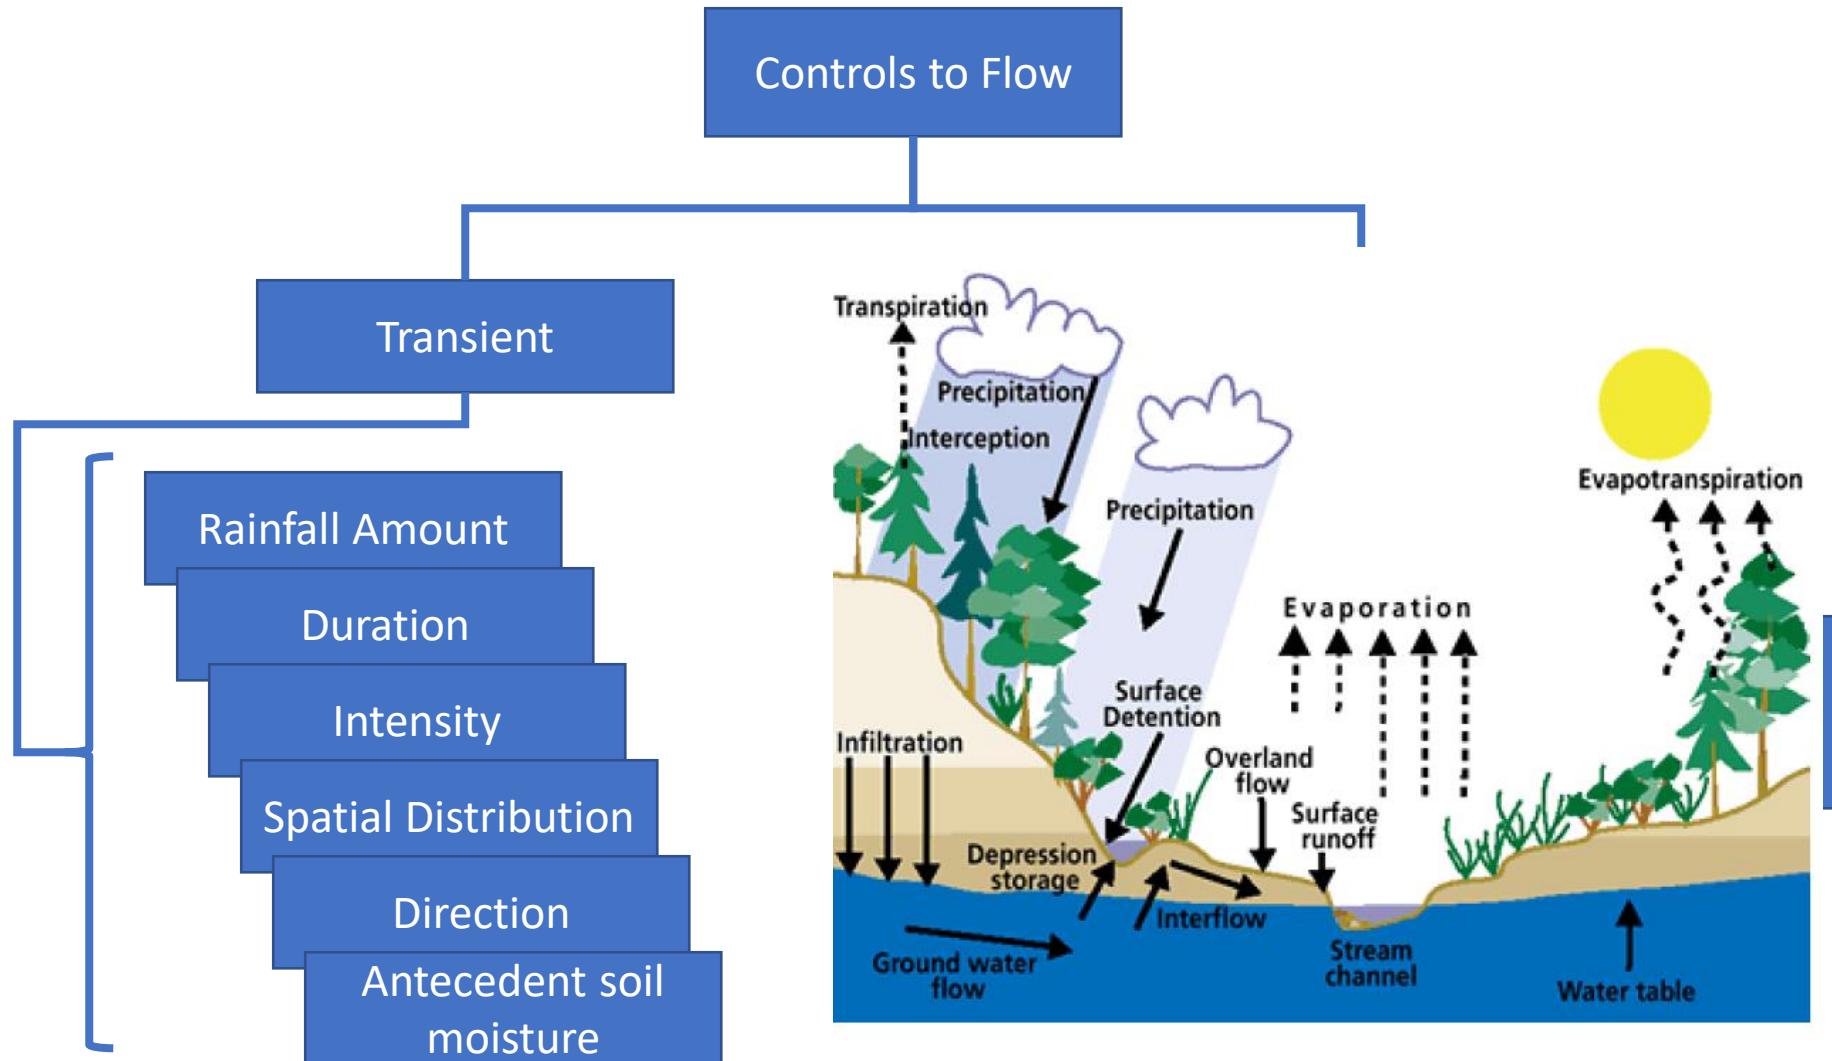 Controls to Flow
Transient
Rainfall Amount
Duration
Intensity
Spatial Distribution
Direction
Antecedent soil
moisture
Transpiration
Precipitation
Interception
Precipitation
Evapotranspiration
Evaporation
Surface
Detention
Infiltration
Overland
flow
Surface
runoff
Depression
storage
Interflow
Ground water
flow
Stream
channel
Water table